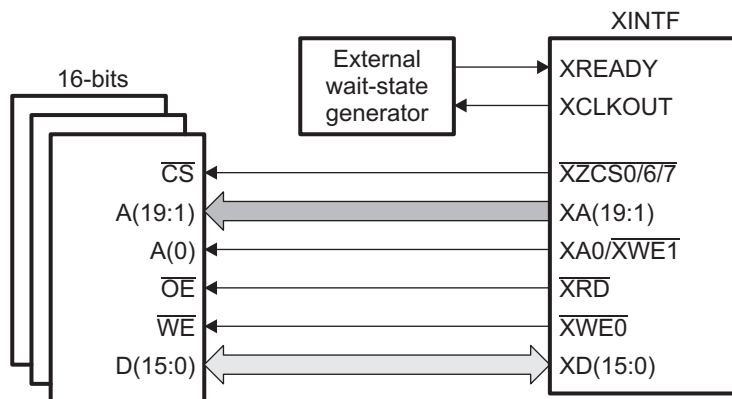 XINTF
External
wait-state
generator
XREADY
XCLKOUT
16-bits
CS XZCS0/6/7
A(19:1) XA(19:1)
A(0) XA0/XWE1
OE XRD
WE XWE0
D(15:0) XD(15:0)